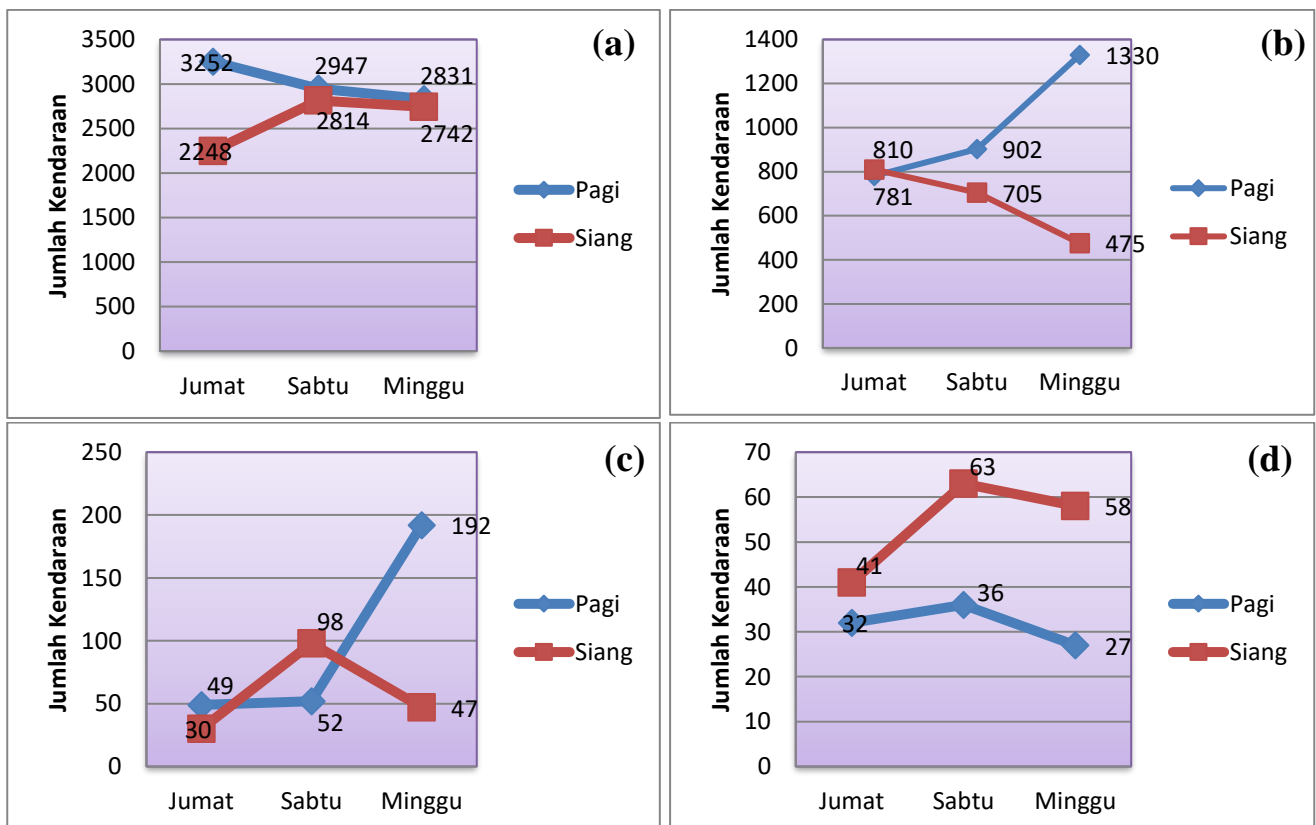 (a)
Jumlah Kendaraan
3500
3000
2500
2000
1500
1000
500
0
3252
2947
2831
2248
2814
2742
Jumat Sabtu Minggu
Pagi
Siang
(b)
Jumlah Kendaraan
1400
1200
1000
800
600
400
200
0
1330
810
902
781
705
475
Jumat Sabtu Minggu
Pagi
Siang
(c)
Jumlah Kendaraan
250
200
150
100
50
0
192
98
49
30
52
47
Jumat Sabtu Minggu
Pagi
Siang
(d)
Jumlah Kendaraan
70
60
50
40
30
20
10
0
63
58
41
36
32
27
Jumat Sabtu Minggu
Pagi
Siang